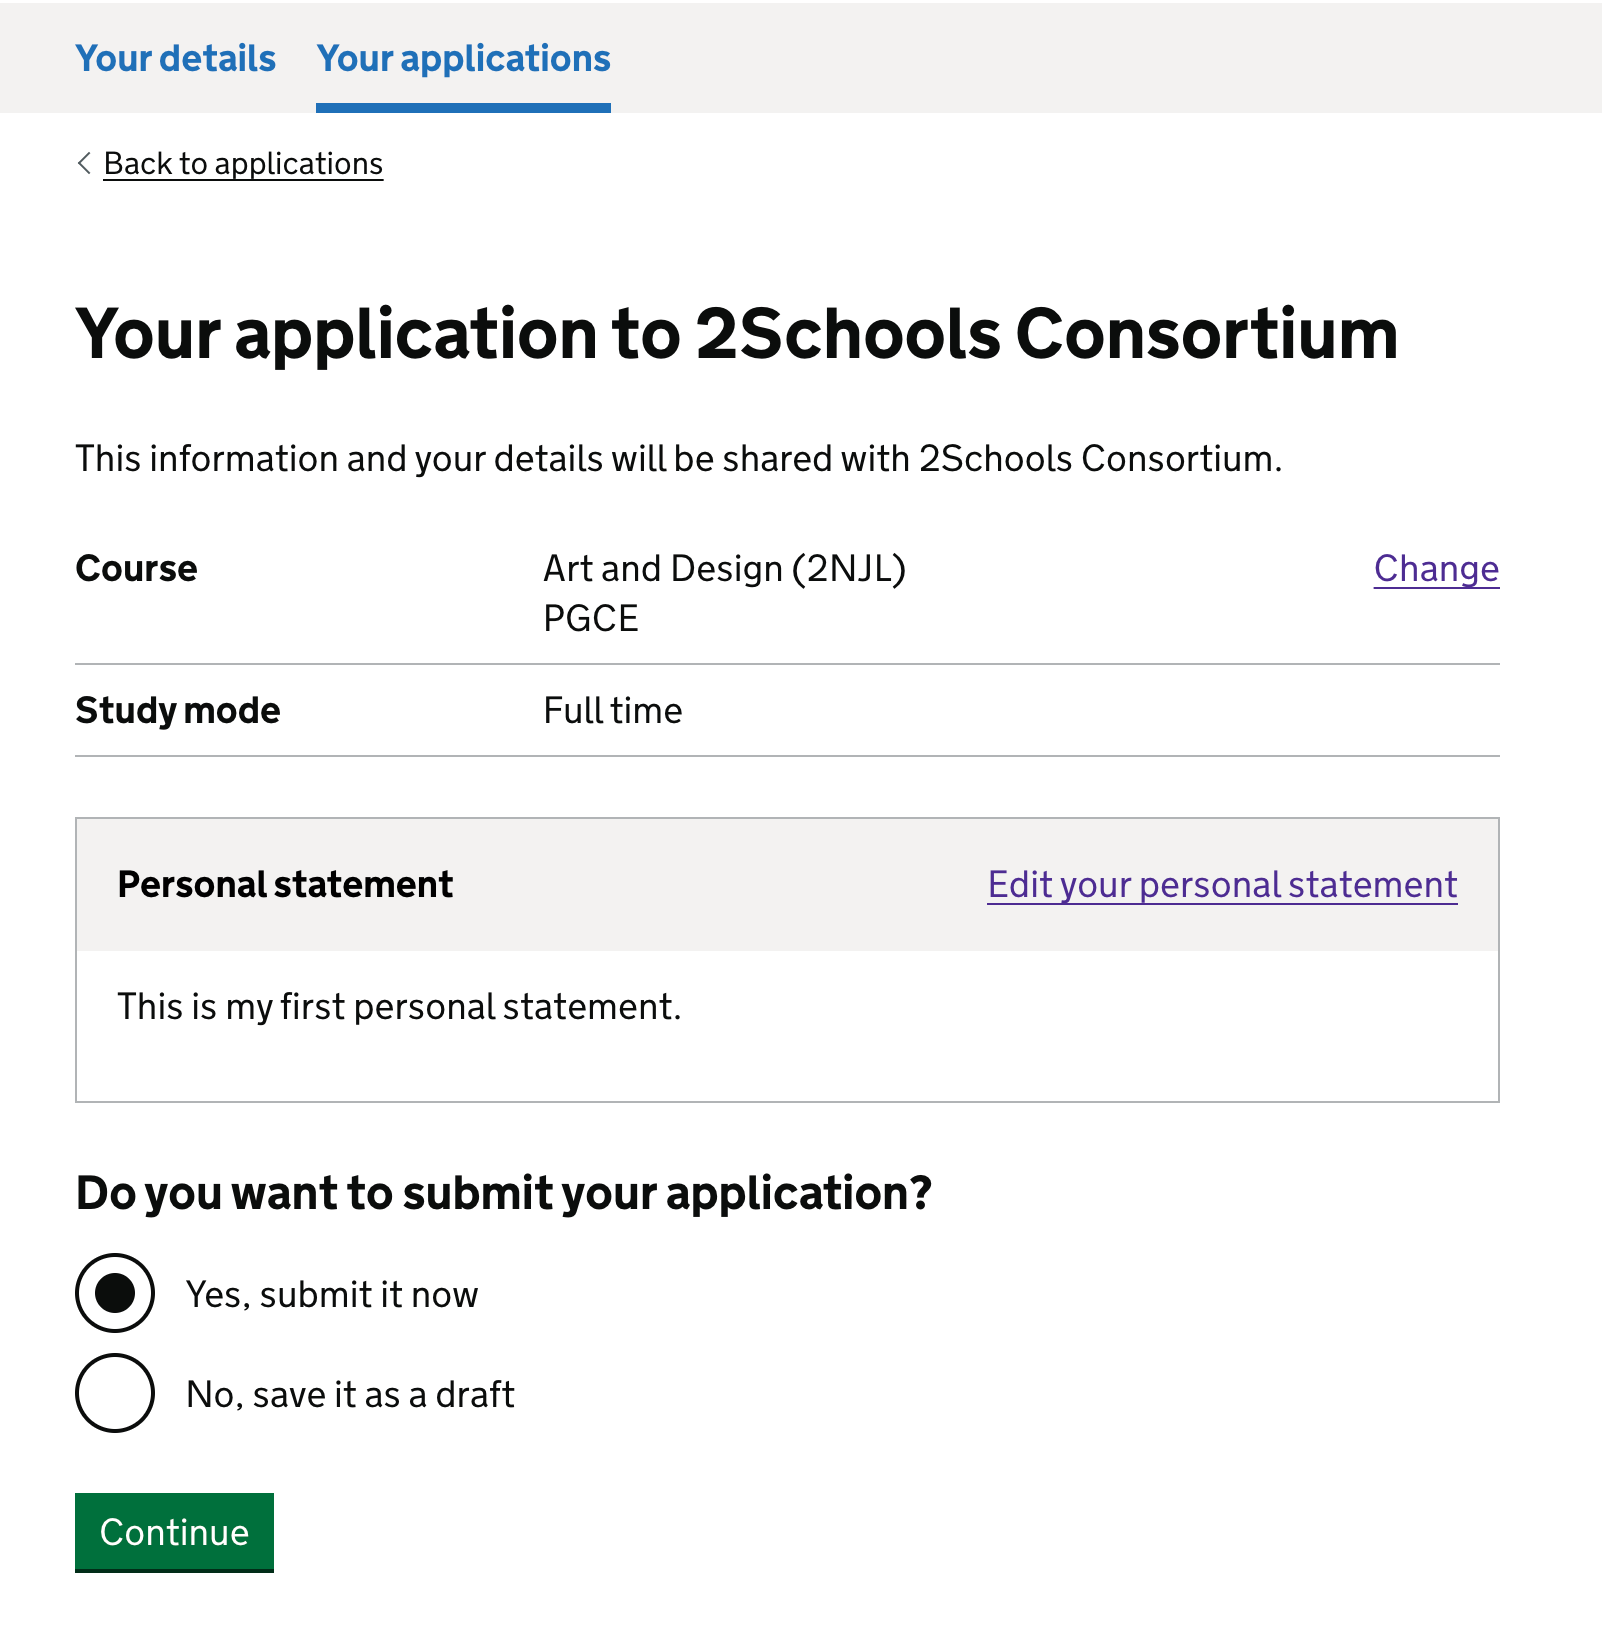 Your details Your applications
Back to applications
Your application to 2Schools Consortium
This information and your details will be shared with 2Schools Consortium.
Course Art and Design (2NJL) Change
PGCE
Study mode Full time
Personal statement Edit your personal statement
This is my first personal statement.
Do you want to submit your application?
Yes, submit it now
No, save it as a draft
Continue